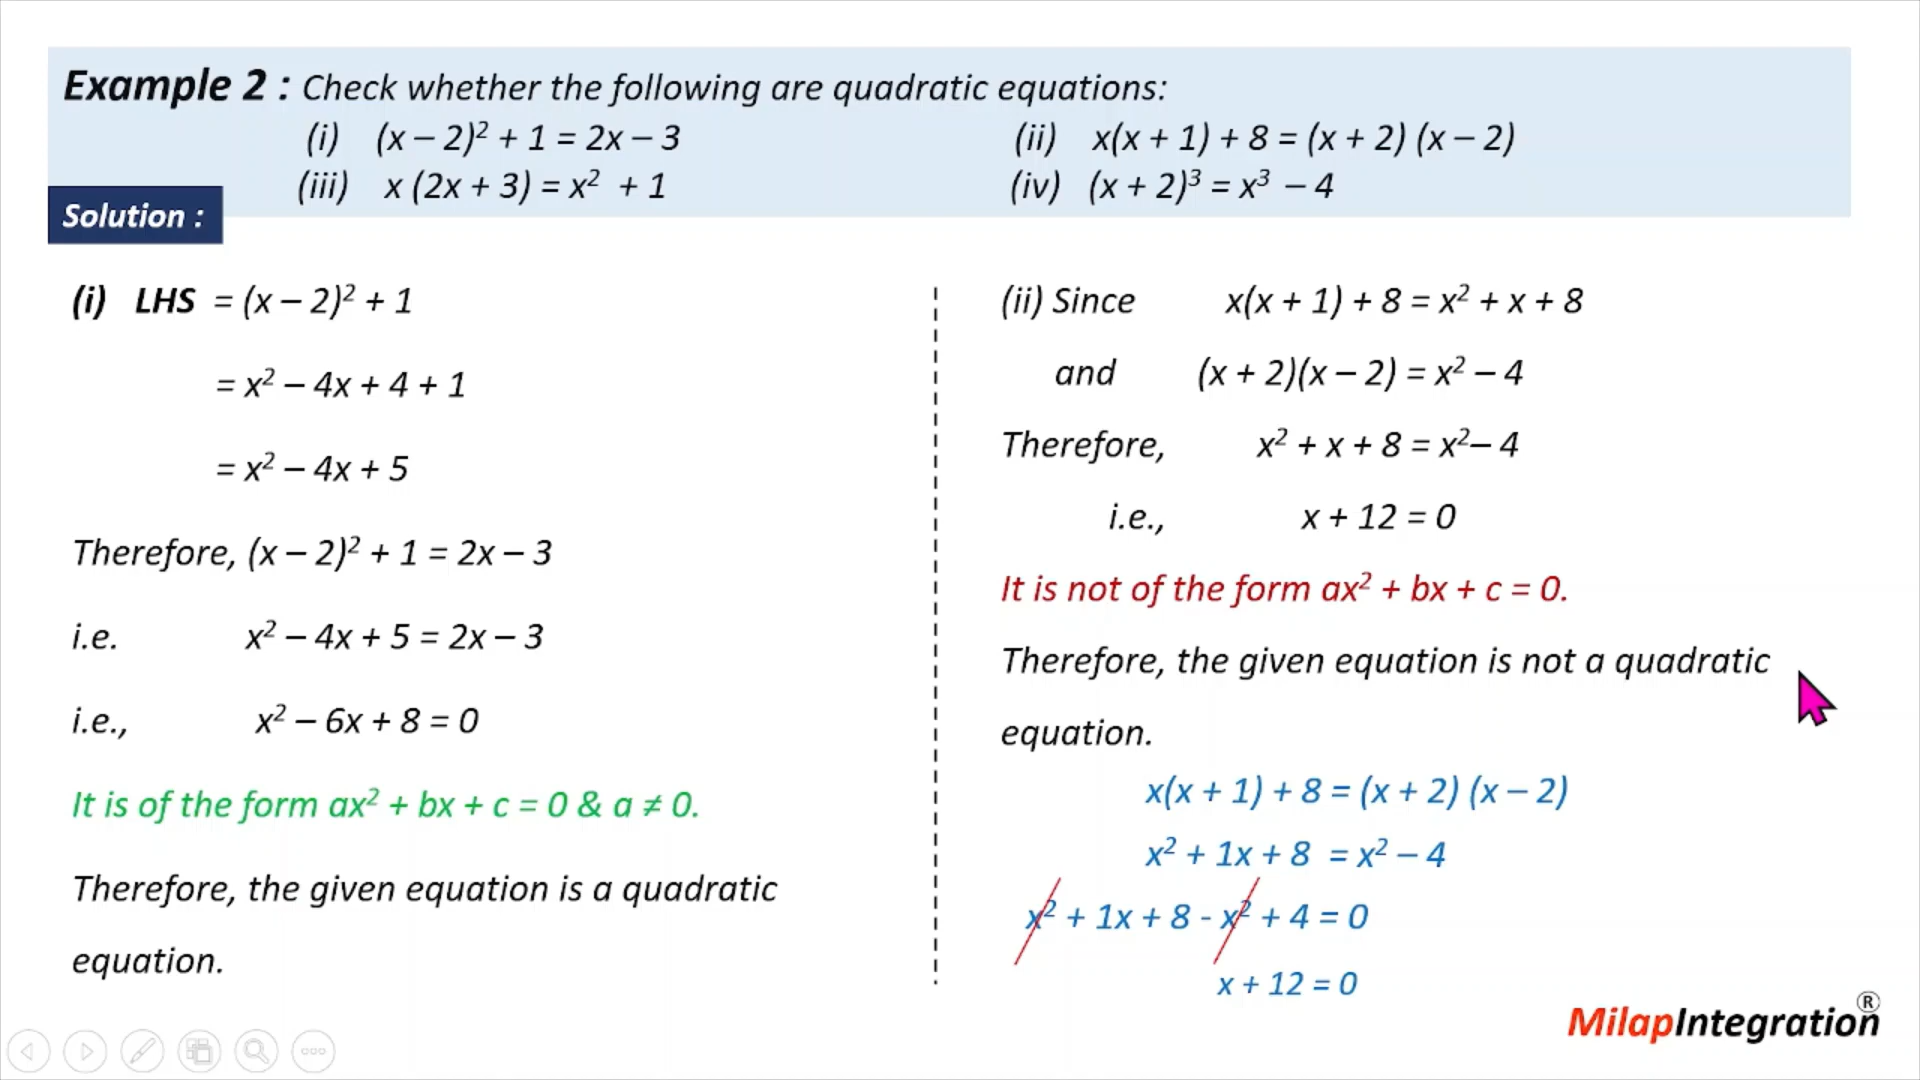 Example 2 : Check whether the following are quadratic equations:
(i) (x – 2)² + 1 = 2x – 3 (ii) x(x + 1) + 8 = (x + 2) (x – 2)
(iii) x (2x + 3) = x² + 1 (iv) (x + 2)³ = x³ – 4
Solution :
(i) LHS = (x – 2)² + 1
= x² – 4x + 4 + 1
= x² – 4x + 5
Therefore, (x – 2)² + 1 = 2x – 3
i.e. x² – 4x + 5 = 2x – 3
i.e., x² – 6x + 8 = 0
It is of the form ax² + bx + c = 0 & a ≠ 0.
Therefore, the given equation is a quadratic
equation.
(ii) Since x(x + 1) + 8 = x² + x + 8
and (x + 2)(x – 2) = x² – 4
Therefore, x² + x + 8 = x²– 4
i.e., x + 12 = 0
It is not of the form ax² + bx + c = 0.
Therefore, the given equation is not a quadratic
equation.
x(x + 1) + 8 = (x + 2) (x – 2)
x² + 1x + 8 = x² – 4
x² + 1x + 8 - x² + 4 = 0
x + 12 = 0
MilapIntegration®